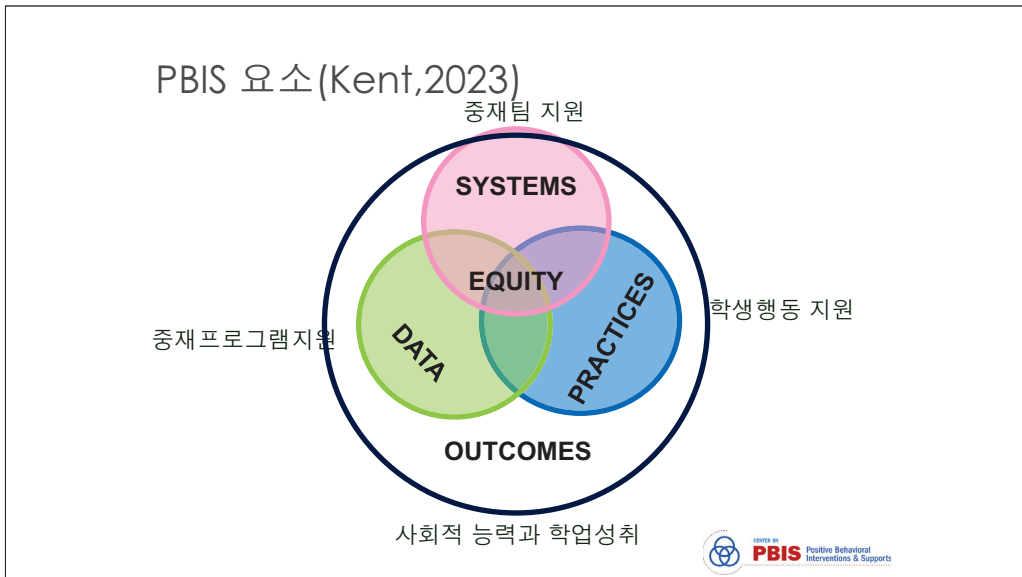 PBIS 요소(Kent,2023)
중재팀 지원
SYSTEMS
EQUITY
학생행동 지원
중재프로그램지원
DATA
PRACTICES
OUTCOMES
사회적 능력과 학업성취
CENTER ON
PBIS Positive Behavioral
Interventions & Supports